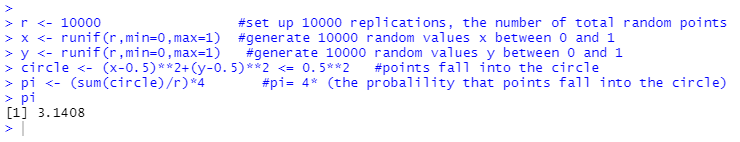 >
> r <- 10000 #set up 10000 replications, the number of total random points
> x <- runif(r,min=0,max=1) #generate 10000 random values x between 0 and 1
> y <- runif(r,min=0,max=1) #generate 10000 random values y between 0 and 1
> circle <- (x-0.5)**2+(y-0.5)**2 <= 0.5**2 #points fall into the circle
> pi <- (sum(circle)/r)*4 #pi= 4* (the probalility that points fall into the circle)
> pi
[1] 3.1408
>